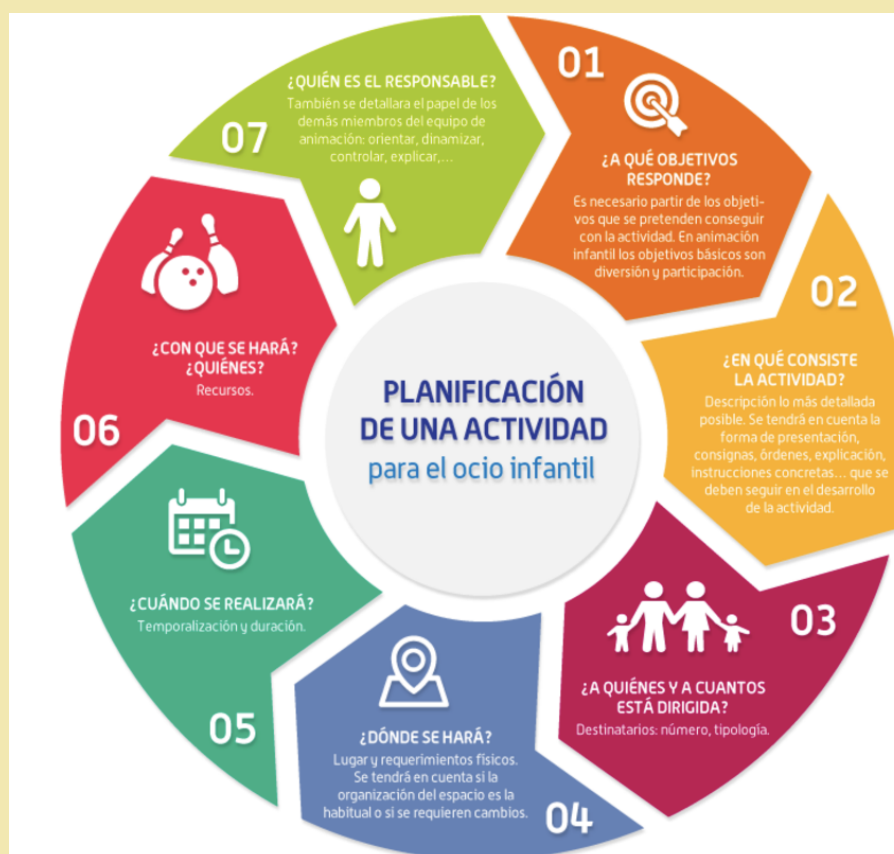 PLANIFICACIÓN
DE UNA ACTIVIDAD
para el ocio infantil
01
¿A QUÉ OBJETIVOS
RESPONDE?
Es necesario partir de los objeti-
vos que se pretenden conseguir
con la actividad. En animación
infantil los objetivos básicos son
diversión y participación.
02
¿EN QUÉ CONSISTE
LA ACTIVIDAD?
Descripción lo más detallada
posible. Se tendrá en cuenta la
forma de presentación,
consignas, órdenes, explicación,
instrucciones concretas... que se
deben seguir en el desarrollo
de la actividad.
03
¿A QUIÉNES Y A CUANTOS
ESTÁ DIRIGIDA?
Destinatarios: número, tipología.
04
¿DÓNDE SE HARÁ?
Lugar y requerimientos físicos.
Se tendrá en cuenta si la
organización del espacio es la
habitual o si se requieren cambios.
05
¿CUÁNDO SE REALIZARÁ?
Temporalización y duración.
06
¿CON QUE SE HARÁ?
¿QUIÉNES?
Recursos.
07
¿QUIÉN ES EL RESPONSABLE?
También se detallara el papel de los
demás miembros del equipo de
animación: orientar, dinamizar,
controlar, explicar,...